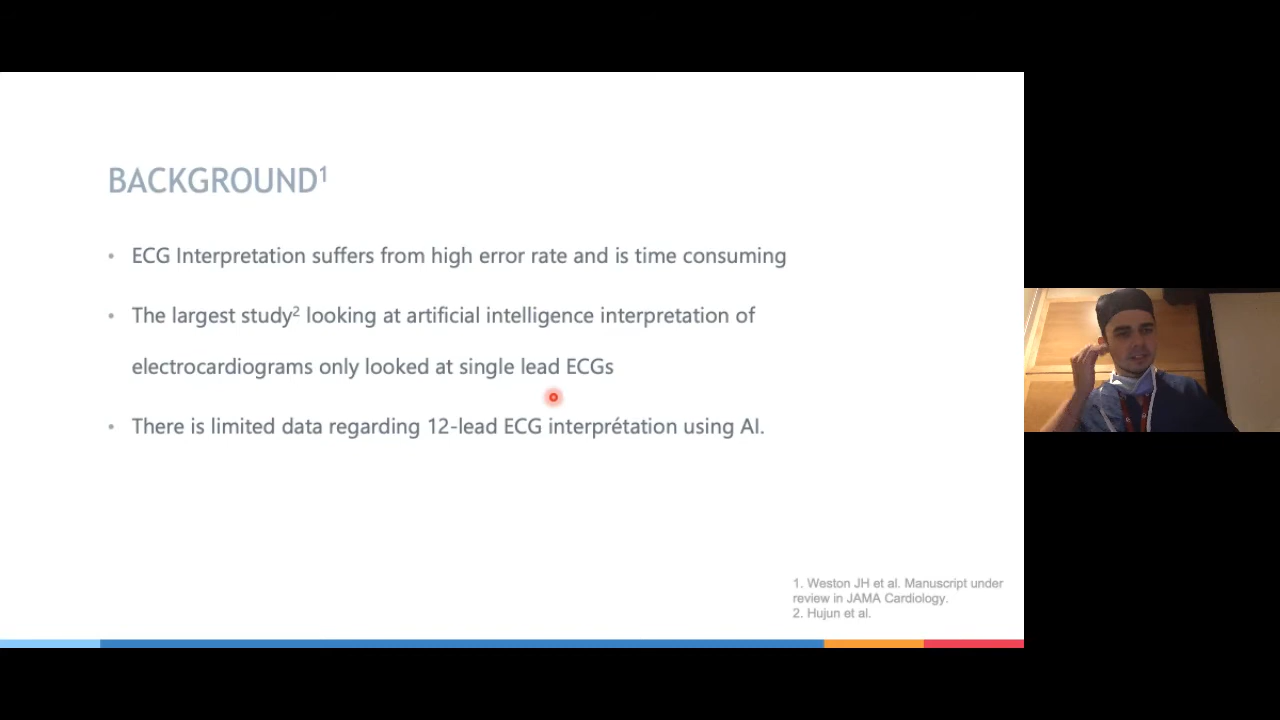 BACKGROUND¹
• ECG Interpretation suffers from high error rate and is time consuming
• The largest study² looking at artificial intelligence interpretation of
electrocardiograms only looked at single lead ECGs
• There is limited data regarding 12-lead ECG interprétation using AI.
1. Weston JH et al. Manuscript under
review in JAMA Cardiology.
2. Hujun et al.